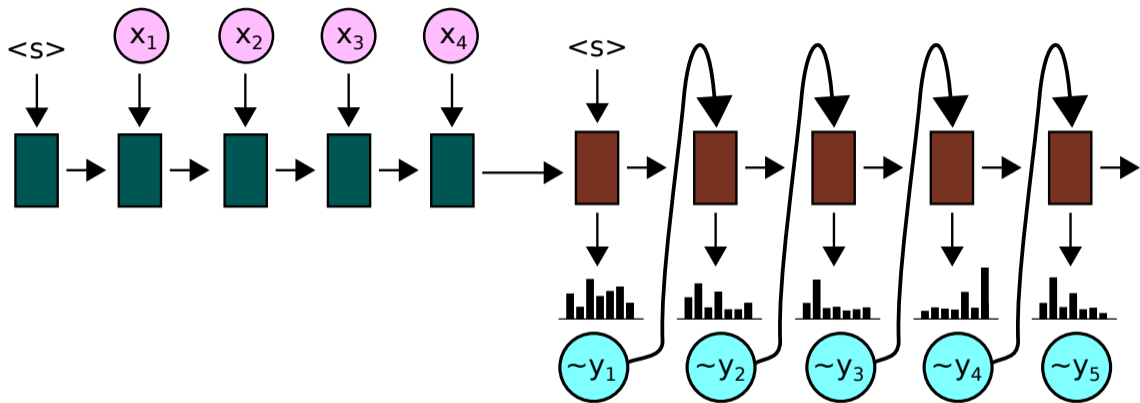 <s> x₁ x₂ x₃ x₄ <s>
~y₁ ~y₂ ~y₃ ~y₄ ~y₅